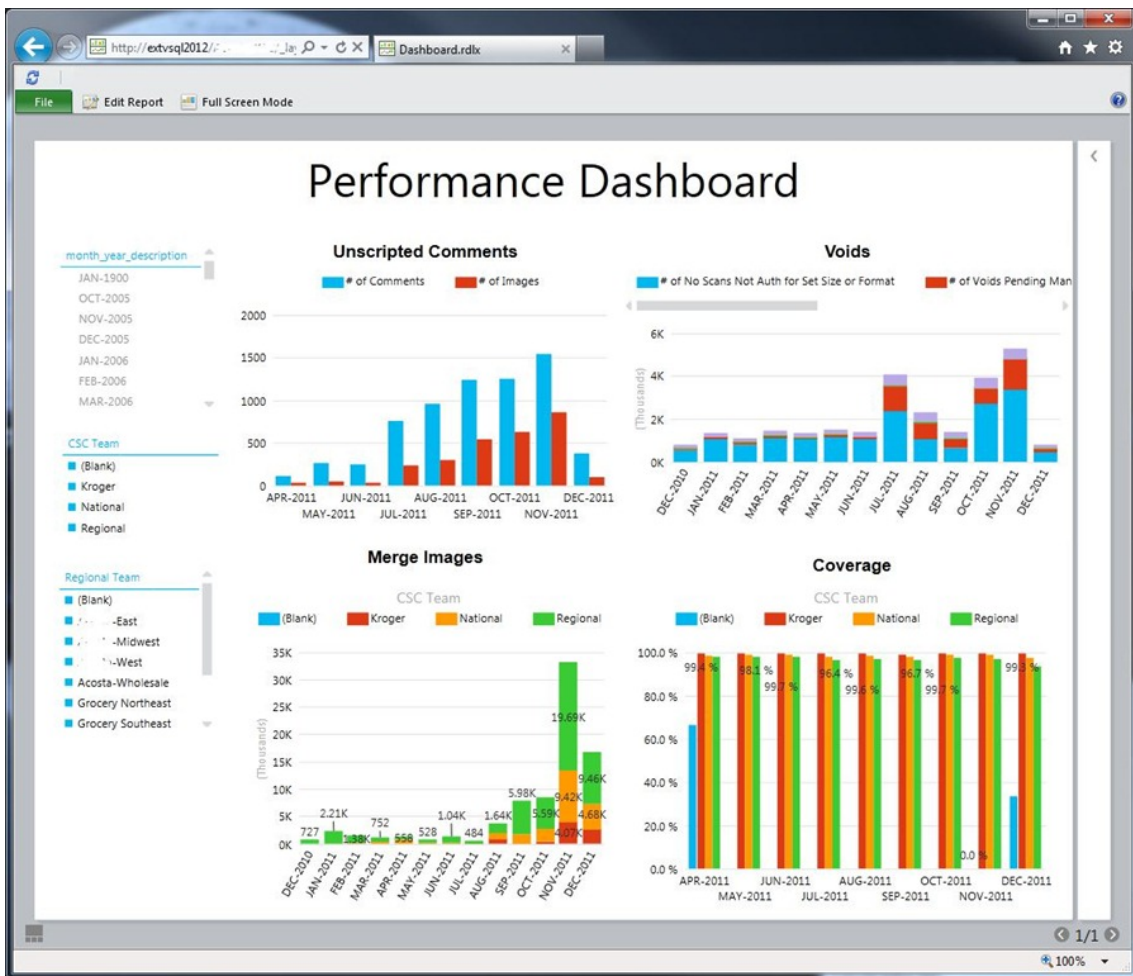 http://extvsql2012/
Dashboard.rdlx
File
Edit Report
Full Screen Mode
Performance Dashboard
month_year_description
JAN-1900
OCT-2005
NOV-2005
DEC-2005
JAN-2006
FEB-2006
MAR-2006
CSC Team
(Blank)
Kroger
National
Regional
Regional Team
(Blank)
-East
-Midwest
-West
Acosta-Wholesale
Grocery Northeast
Grocery Southeast
Unscripted Comments
# of Comments # of Images
2000
1500
1000
500
0
APR-2011 JUN-2011 AUG-2011 OCT-2011 DEC-2011
MAY-2011 JUL-2011 SEP-2011 NOV-2011
Voids
# of No Scans Not Auth for Set Size or Format # of Voids Pending Man
(Thousands)
6K
4K
2K
0K
DEC-2010 JAN-2011 FEB-2011 MAR-2011 APR-2011 MAY-2011 JUN-2011 JUL-2011 AUG-2011 SEP-2011 OCT-2011 NOV-2011 DEC-2011
Merge Images
CSC Team
(Blank) Kroger National Regional
(Thousands)
35K
30K
25K
20K
15K
10K
5K
0K
727 2.21K 1.38K 752 558 528 1.04K 484 1.64K 5.98K 5.59K 19.69K 9.42K 4.07K 9.46K 4.68K
DEC-2010 JAN-2011 FEB-2011 MAR-2011 APR-2011 MAY-2011 JUN-2011 JUL-2011 AUG-2011 SEP-2011 OCT-2011 NOV-2011 DEC-2011
Coverage
CSC Team
(Blank) Kroger National Regional
100.0 %
80.0 %
60.0 %
40.0 %
20.0 %
0.0 %
99.4 % 98.1 % 99.7 % 96.4 % 99.6 % 96.7 % 99.7 % 0.0 % 99.3 %
APR-2011 JUN-2011 AUG-2011 OCT-2011 DEC-2011
MAY-2011 JUL-2011 SEP-2011 NOV-2011
1/1
100%